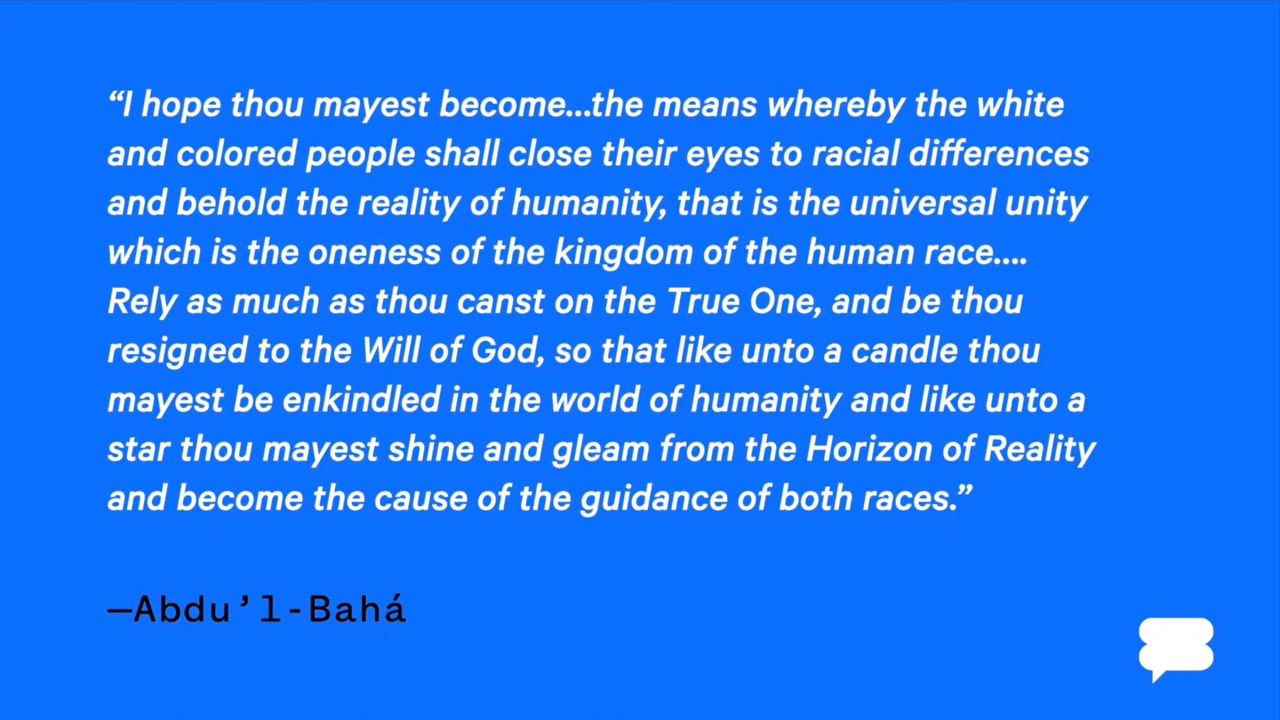 “I hope thou mayest become...the means whereby the white
and colored people shall close their eyes to racial differences
and behold the reality of humanity, that is the universal unity
which is the oneness of the kingdom of the human race....
Rely as much as thou canst on the True One, and be thou
resigned to the Will of God, so that like unto a candle thou
mayest be enkindled in the world of humanity and like unto a
star thou mayest shine and gleam from the Horizon of Reality
and become the cause of the guidance of both races.”
—Abdu’l-Bahá